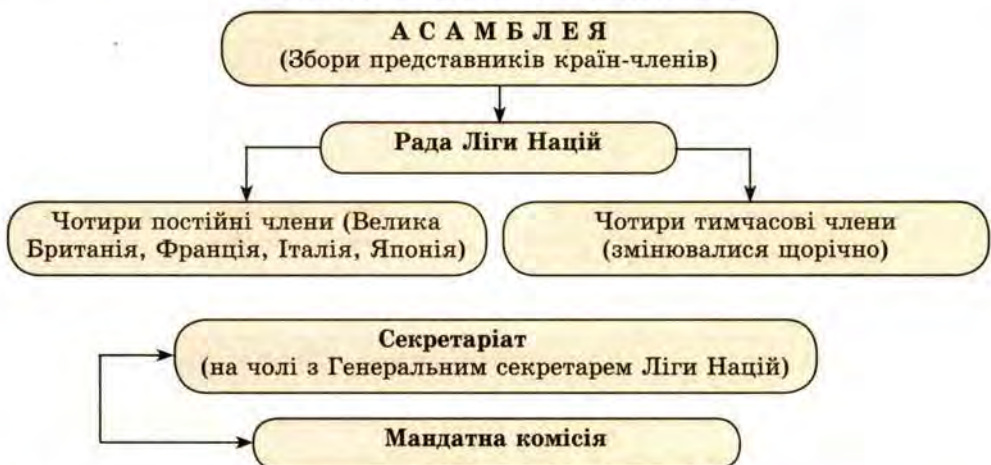 АСАМБЛЕЯ
(Збори представників країн-членів)
Рада Ліги Націй
Чотири постійні члени (Велика
Британія, Франція, Італія, Японія)
Чотири тимчасові члени
(змінювалися щорічно)
Секретаріат
(на чолі з Генеральним секретарем Ліги Націй)
Мандатна комісія